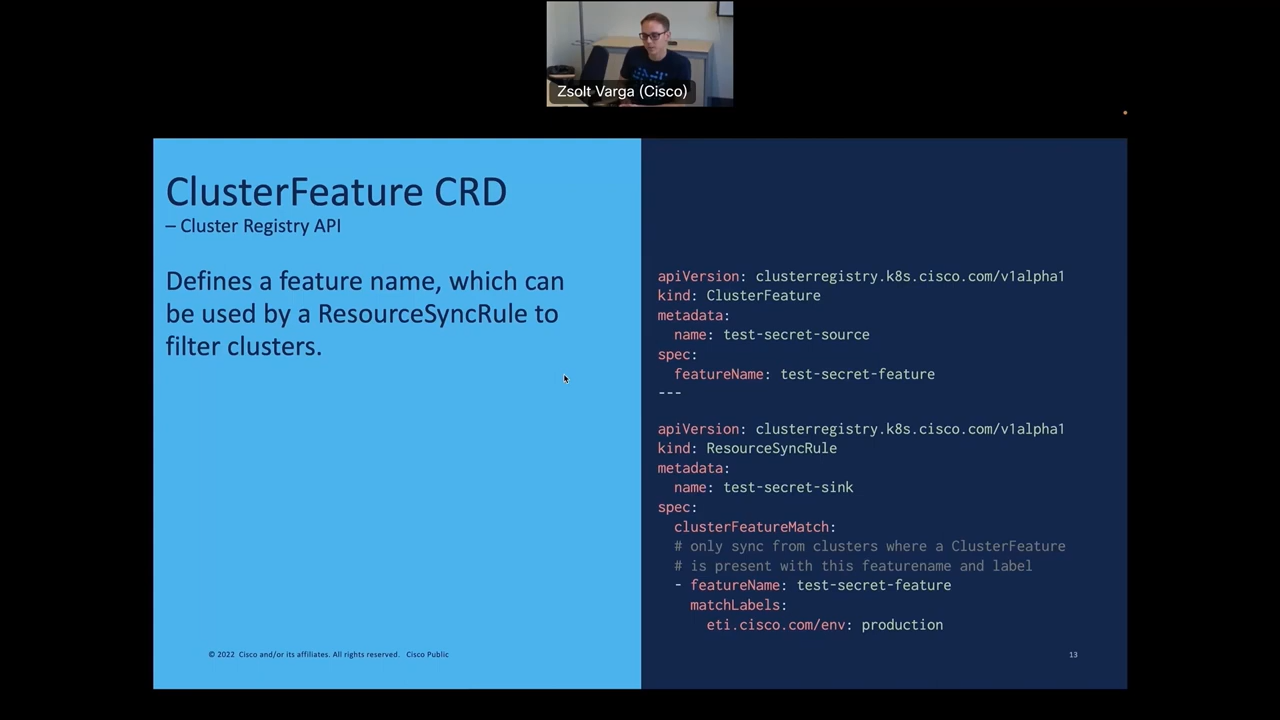 Zsolt Varga (Cisco)
ClusterFeature CRD
– Cluster Registry API
Defines a feature name, which can
be used by a ResourceSyncRule to
filter clusters.
apiVersion: clusterregistry.k8s.cisco.com/v1alpha1
kind: ClusterFeature
metadata:
  name: test-secret-source
spec:
  featureName: test-secret-feature
---
apiVersion: clusterregistry.k8s.cisco.com/v1alpha1
kind: ResourceSyncRule
metadata:
  name: test-secret-sink
spec:
  clusterFeatureMatch:
  # only sync from clusters where a ClusterFeature
  # is present with this featurename and label
  - featureName: test-secret-feature
    matchLabels:
      eti.cisco.com/env: production
© 2022 Cisco and/or its affiliates. All rights reserved. Cisco Public
13